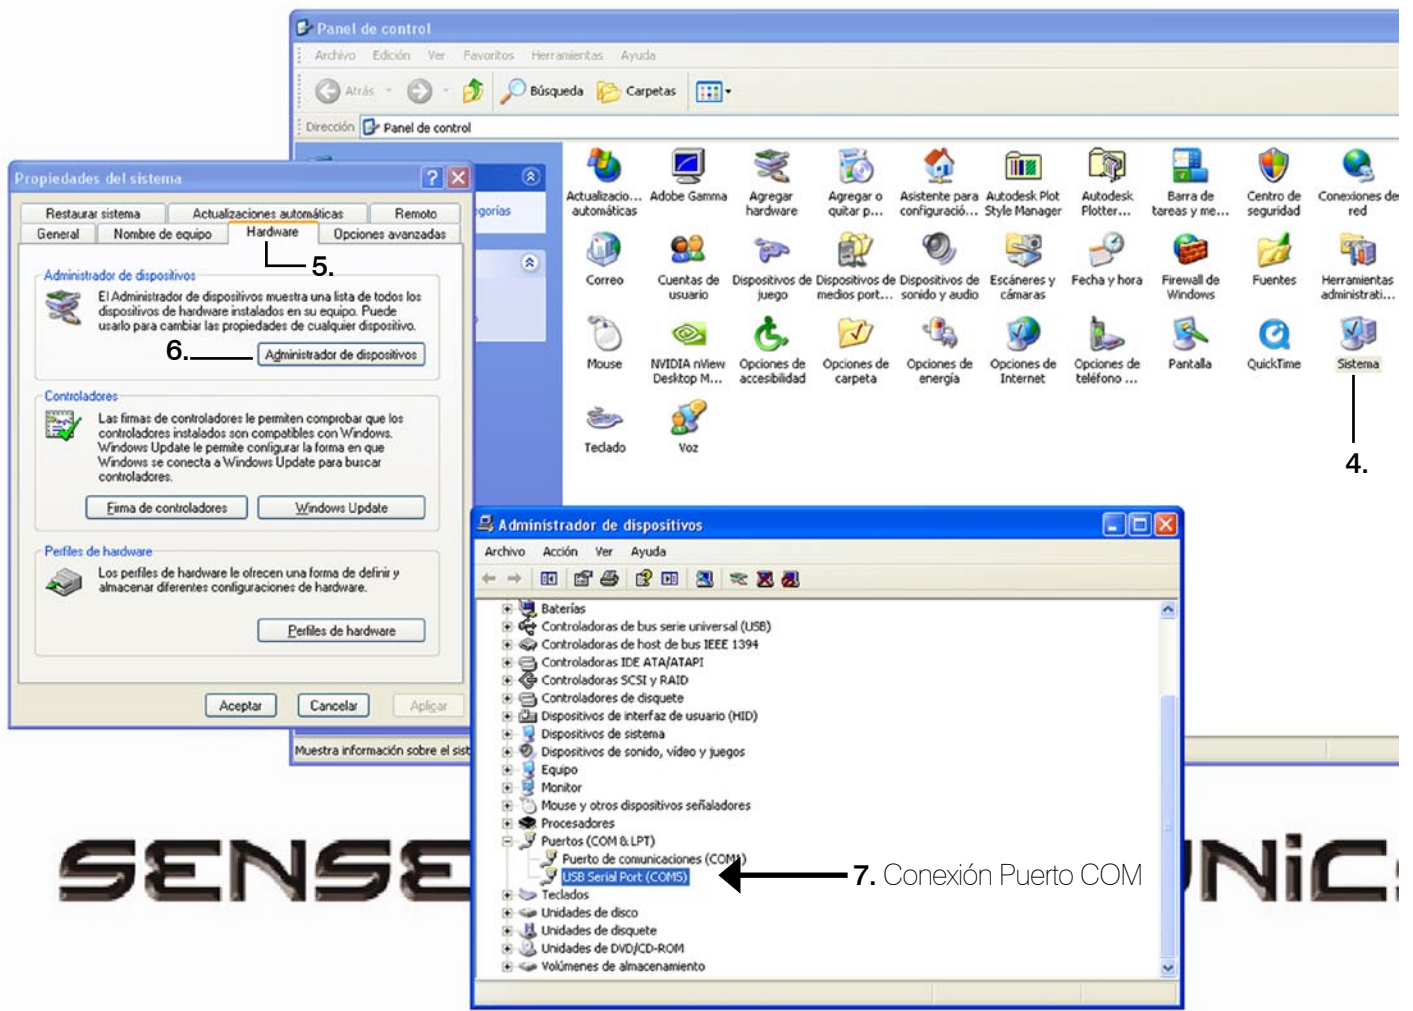 Panel de control
Archivo Edición Ver Favoritos Herramientas Ayuda
Atrás Búsqueda Carpetas
Dirección Panel de control
egorías
Actualizacio... automáticas
Adobe Gamma
Agregar hardware
Agregar o quitar p...
Asistente para configuració...
Autodesk Plot Style Manager
Autodesk Plotter...
Barra de tareas y me...
Centro de seguridad
Conexiones de red
Correo
Cuentas de usuario
Dispositivos de juego
Dispositivos de medios port...
Dispositivos de sonido y audio
Escáneres y cámaras
Fecha y hora
Firewall de Windows
Fuentes
Herramientas administrati...
Mouse
NVIDIA nView Desktop M...
Opciones de accesibilidad
Opciones de carpeta
Opciones de energía
Opciones de Internet
Opciones de teléfono ...
Pantalla
QuickTime
Sistema
Teclado
Voz
4.
Muestra información sobre el sist
Propiedades del sistema
Restaurar sistema Actualizaciones automáticas Remoto
General Nombre de equipo Hardware Opciones avanzadas
5.
Administrador de dispositivos
El Administrador de dispositivos muestra una lista de todos los
dispositivos de hardware instalados en su equipo. Puede
usarlo para cambiar las propiedades de cualquier dispositivo.
6. Administrador de dispositivos
Controladores
Las firmas de controladores le permiten comprobar que los
controladores instalados son compatibles con Windows.
Windows Update le permite configurar la forma en que
Windows se conecta a Windows Update para buscar
controladores.
Firma de controladores Windows Update
Perfiles de hardware
Los perfiles de hardware le ofrecen una forma de definir y
almacenar diferentes configuraciones de hardware.
Perfiles de hardware
Aceptar Cancelar Aplicar
Administrador de dispositivos
Archivo Acción Ver Ayuda
Baterías
Controladoras de bus serie universal (USB)
Controladoras de host de bus IEEE 1394
Controladoras IDE ATA/ATAPI
Controladoras SCSI y RAID
Controladores de disquete
Dispositivos de interfaz de usuario (HID)
Dispositivos de sistema
Dispositivos de sonido, vídeo y juegos
Equipo
Monitor
Mouse y otros dispositivos señaladores
Procesadores
Puertos (COM & LPT)
Puerto de comunicaciones (COM1)
USB Serial Port (COM5)
7. Conexión Puerto COM
Teclados
Unidades de disco
Unidades de disquete
Unidades de DVD/CD-ROM
Volúmenes de almacenamiento